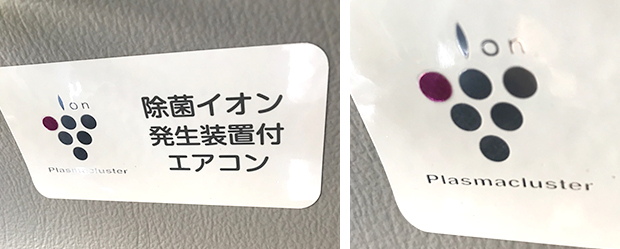 Ion
Plasmacluster
除菌イオン
発生装置付
エアコン
Ion
Plasmacluster